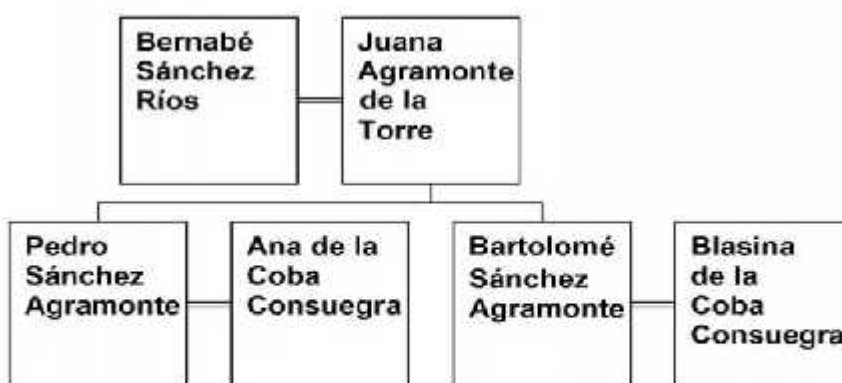 Bernabé
Sánchez
Ríos
Juana
Agramonte
de la
Torre
Pedro
Sánchez
Agramonte
Ana de la
Coba
Consuegra
Bartolomé
Sánchez
Agramonte
Blasina
de la
Coba
Consuegra